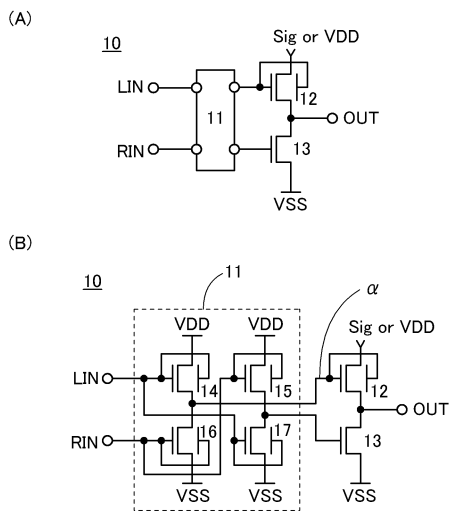 (A)
10
Sig or VDD
LIN
11
12
OUT
RIN
13
VSS
(B)
10
11
α
VDD
VDD
Sig or VDD
LIN
14
15
12
OUT
RIN
16
17
13
VSS
VSS
VSS